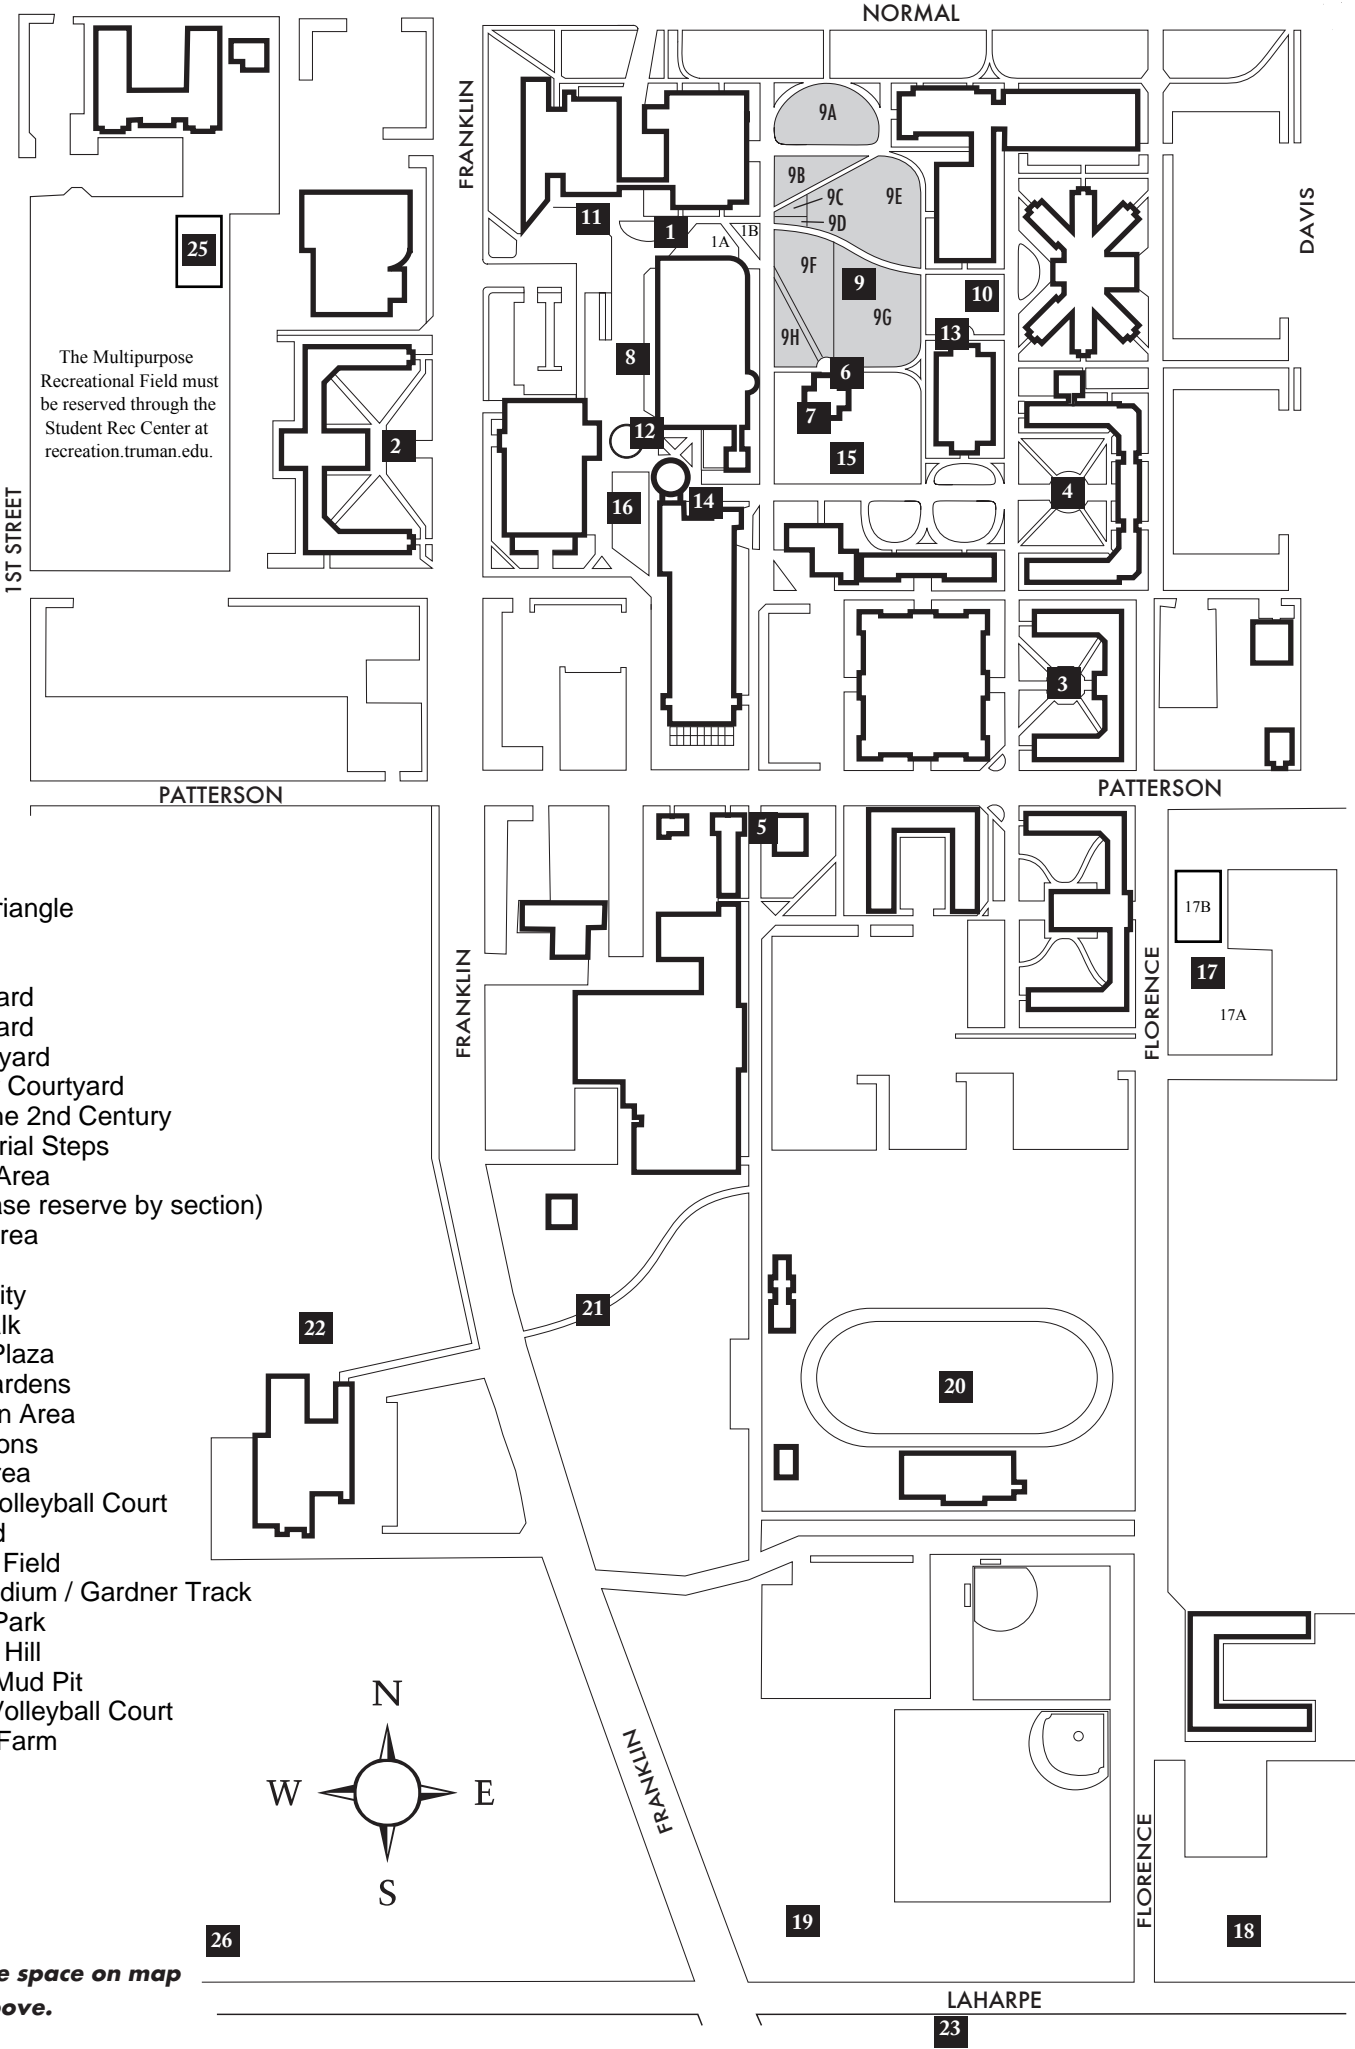 NORMAL
FRANKLIN
DAVIS
9A
9B
9C
9E
9D
11
1
1A
1B
25
9F
9
10
9G
13
9H
The Multipurpose
Recreational Field must
be reserved through the
Student Rec Center at
recreation.truman.edu.
8
6
7
12
2
15
4
14
16
1ST STREET
3
PATTERSON
PATTERSON
5
17B
17
17A
FRANKLIN
FLORENCE
riangle
ard
ard
yard
Courtyard
ne 2nd Century
rial Steps
Area
ase reserve by section)
rea
ity
lk
Plaza
ardens
n Area
ons
rea
olleyball Court
d
Field
dium / Gardner Track
Park
Hill
Mud Pit
Volleyball Court
Farm
22
21
20
N
W
E
S
FRANKLIN
FLORENCE
26
19
18
e space on map
bove.
LAHARPE
23